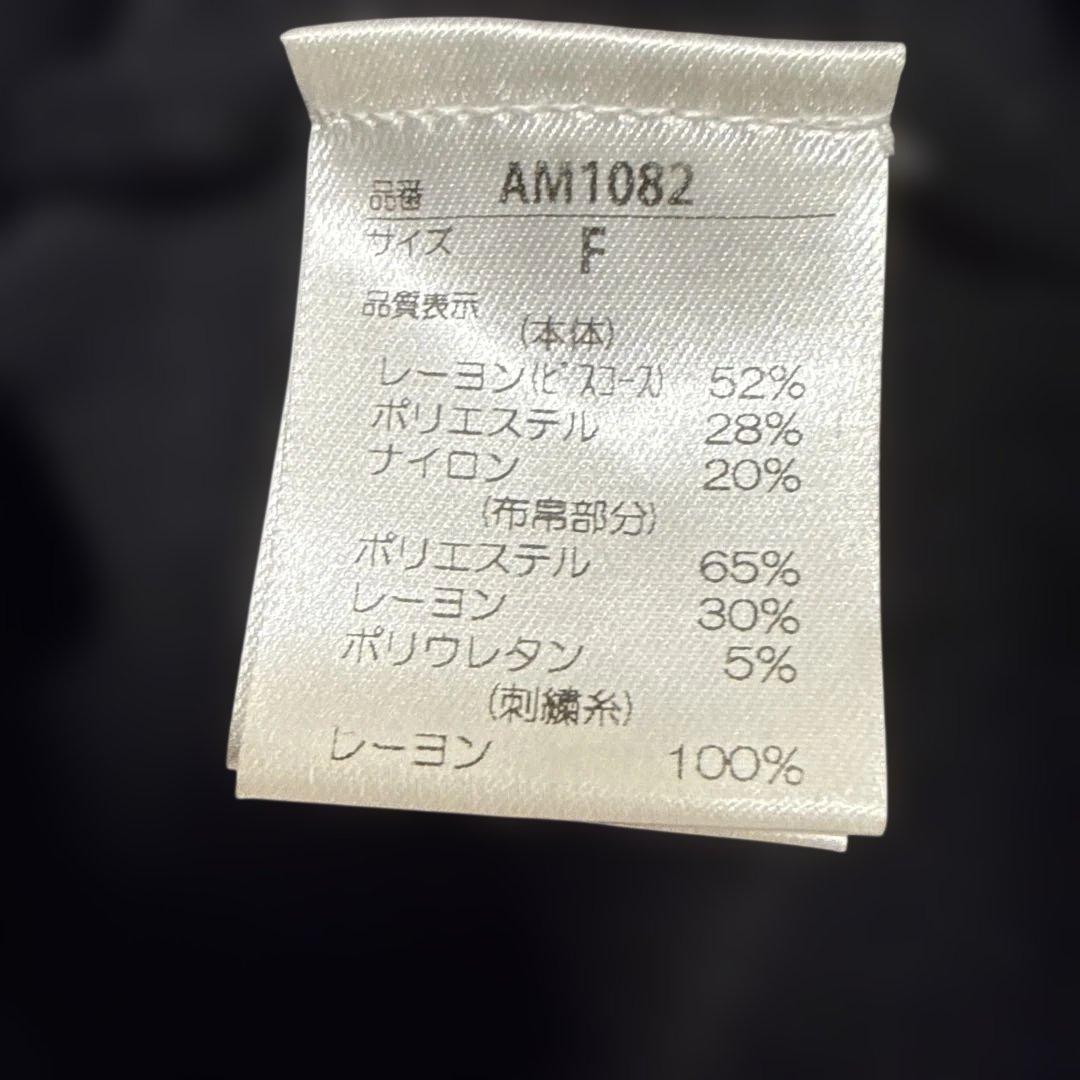 品番 AM1082
サイズ F
品質表示
(本体)
レーヨン(ビスコース) 52%
ポリエステル 28%
ナイロン 20%
(布帛部分)
ポリエステル 65%
レーヨン 30%
ポリウレタン 5%
(刺繍糸)
レーヨン 100%